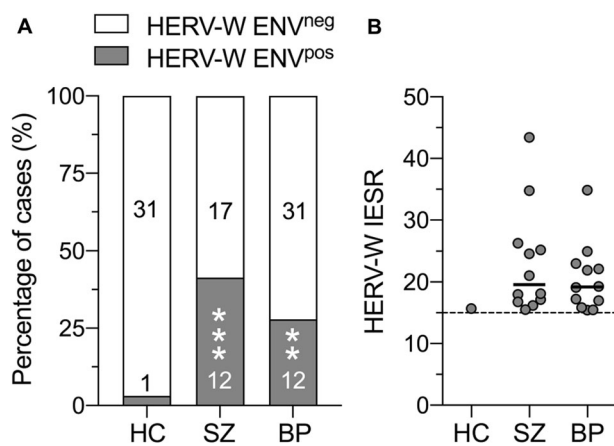 A
HERV-W ENVneg
HERV-W ENVpos
Percentage of cases (%)
100
75
50
25
0
31
17
31
1
***
12
**
12
HC
SZ
BP
B
HERV-W IESR
50
40
30
20
10
0
HC
SZ
BP